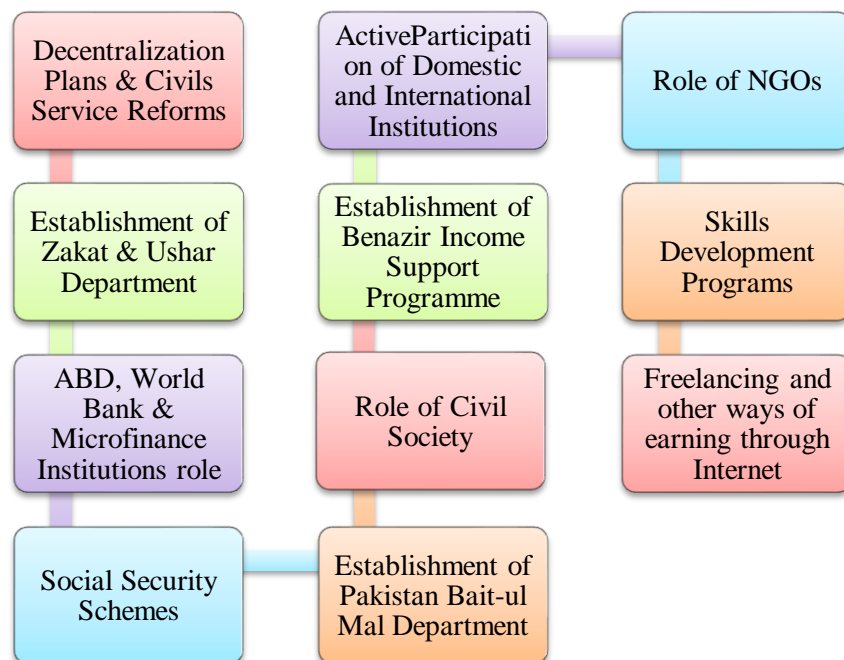 Decentralization
Plans & Civils
Service Reforms
Establishment of
Zakat & Ushar
Department
ABD, World
Bank &
Microfinance
Institutions role
Social Security
Schemes
Establishment of
Pakistan Bait-ul
Mal Department
Role of Civil
Society
Establishment of
Benazir Income
Support
Programme
ActiveParticipati
on of Domestic
and International
Institutions
Role of NGOs
Skills
Development
Programs
Freelancing and
other ways of
earning through
Internet